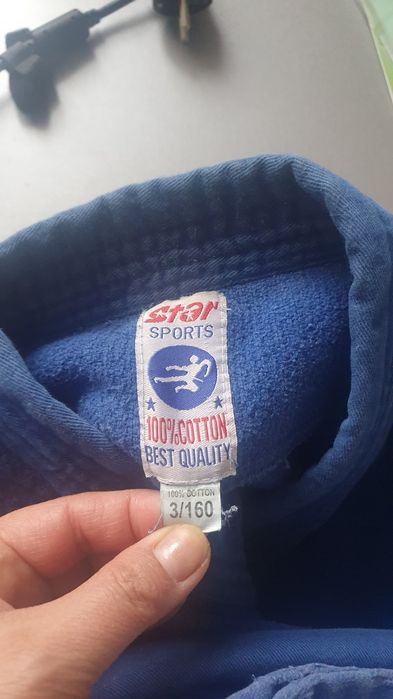 star
SPORTS
100%COTTON
BEST QUALITY
100% COTTON
3/160